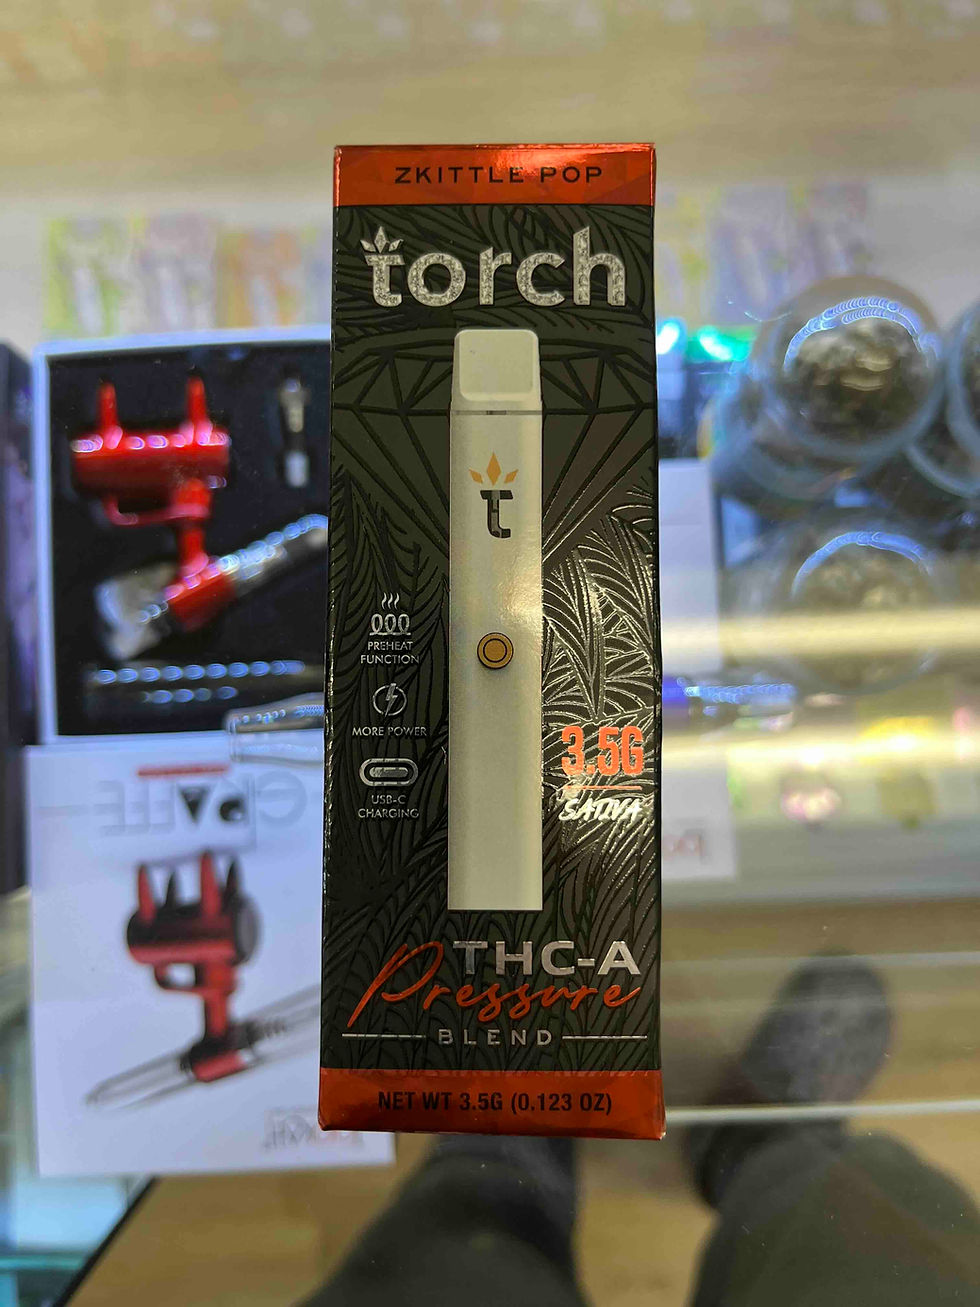 ZKITTLE POP
torch
t
PREHEAT
FUNCTION
MORE POWER
USB-C
CHARGING
3.5G
SATIVA
THC-A
Pressure
BLEND
NET WT 3.5G (0.123 OZ)